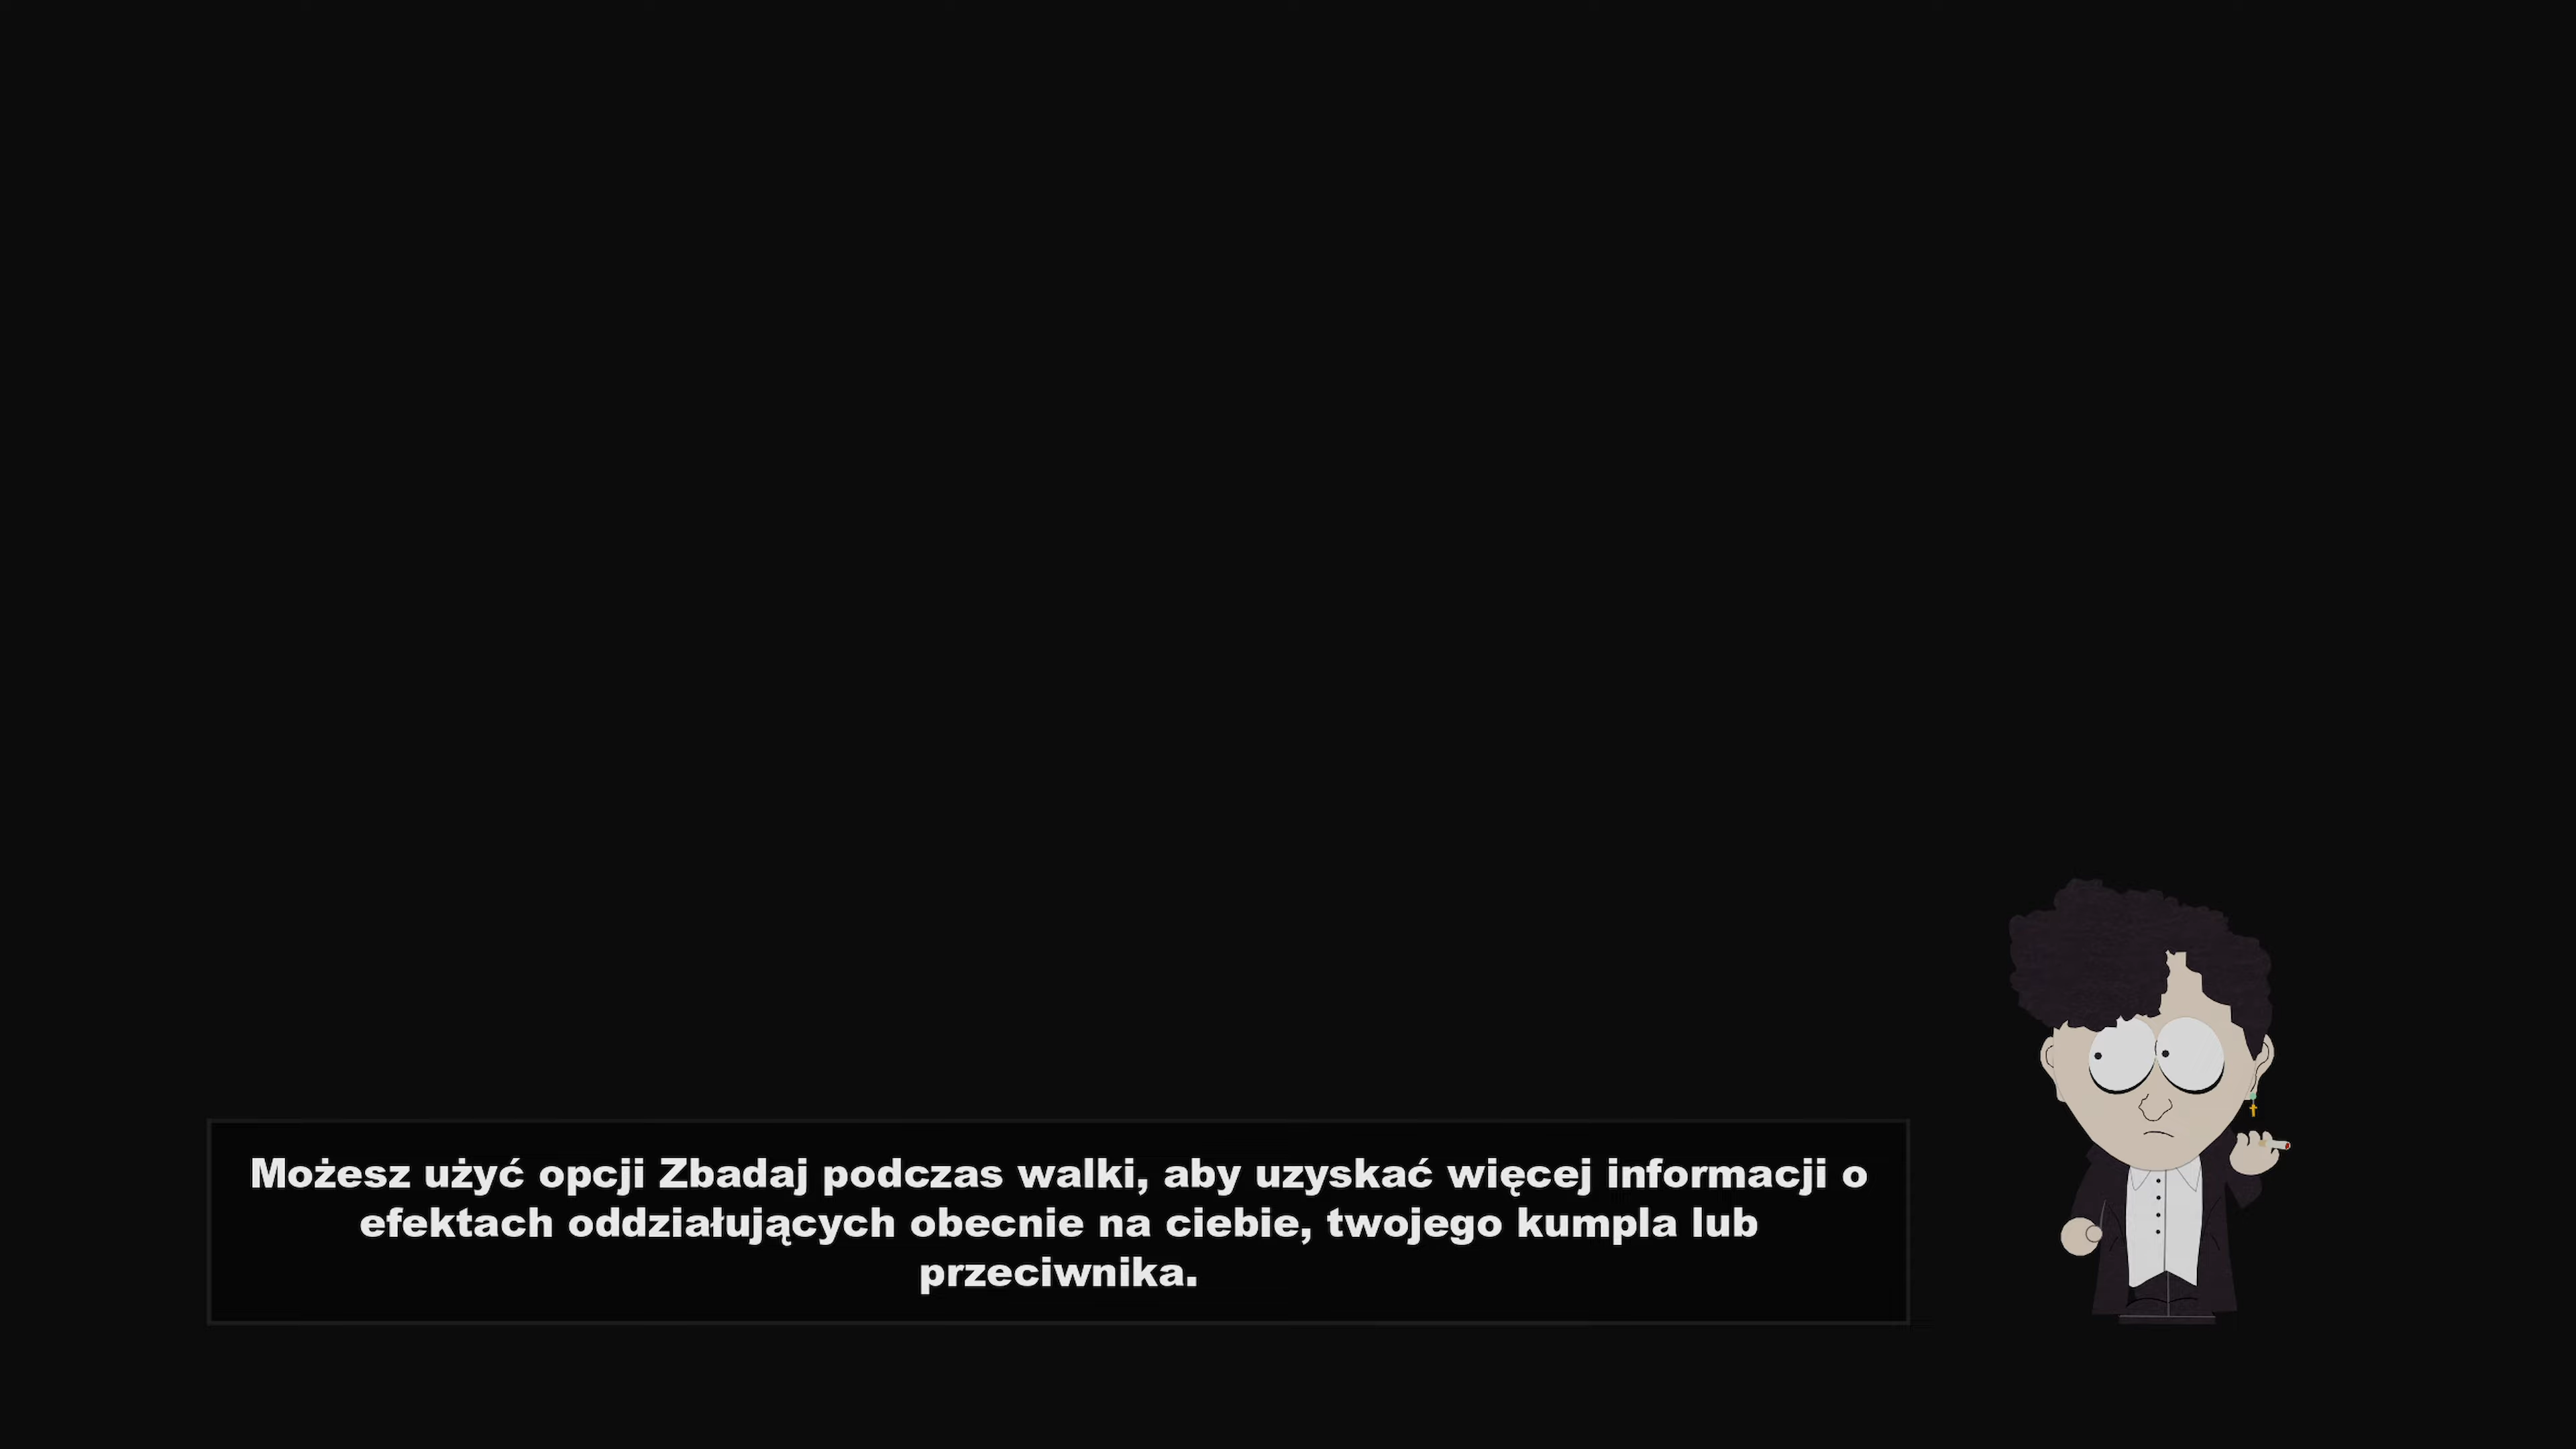 Możesz użyć opcji Zbadaj podczas walki, aby uzyskać więcej informacji o
efektach oddziałujących obecnie na ciebie, twojego kumpla lub
przeciwnika.